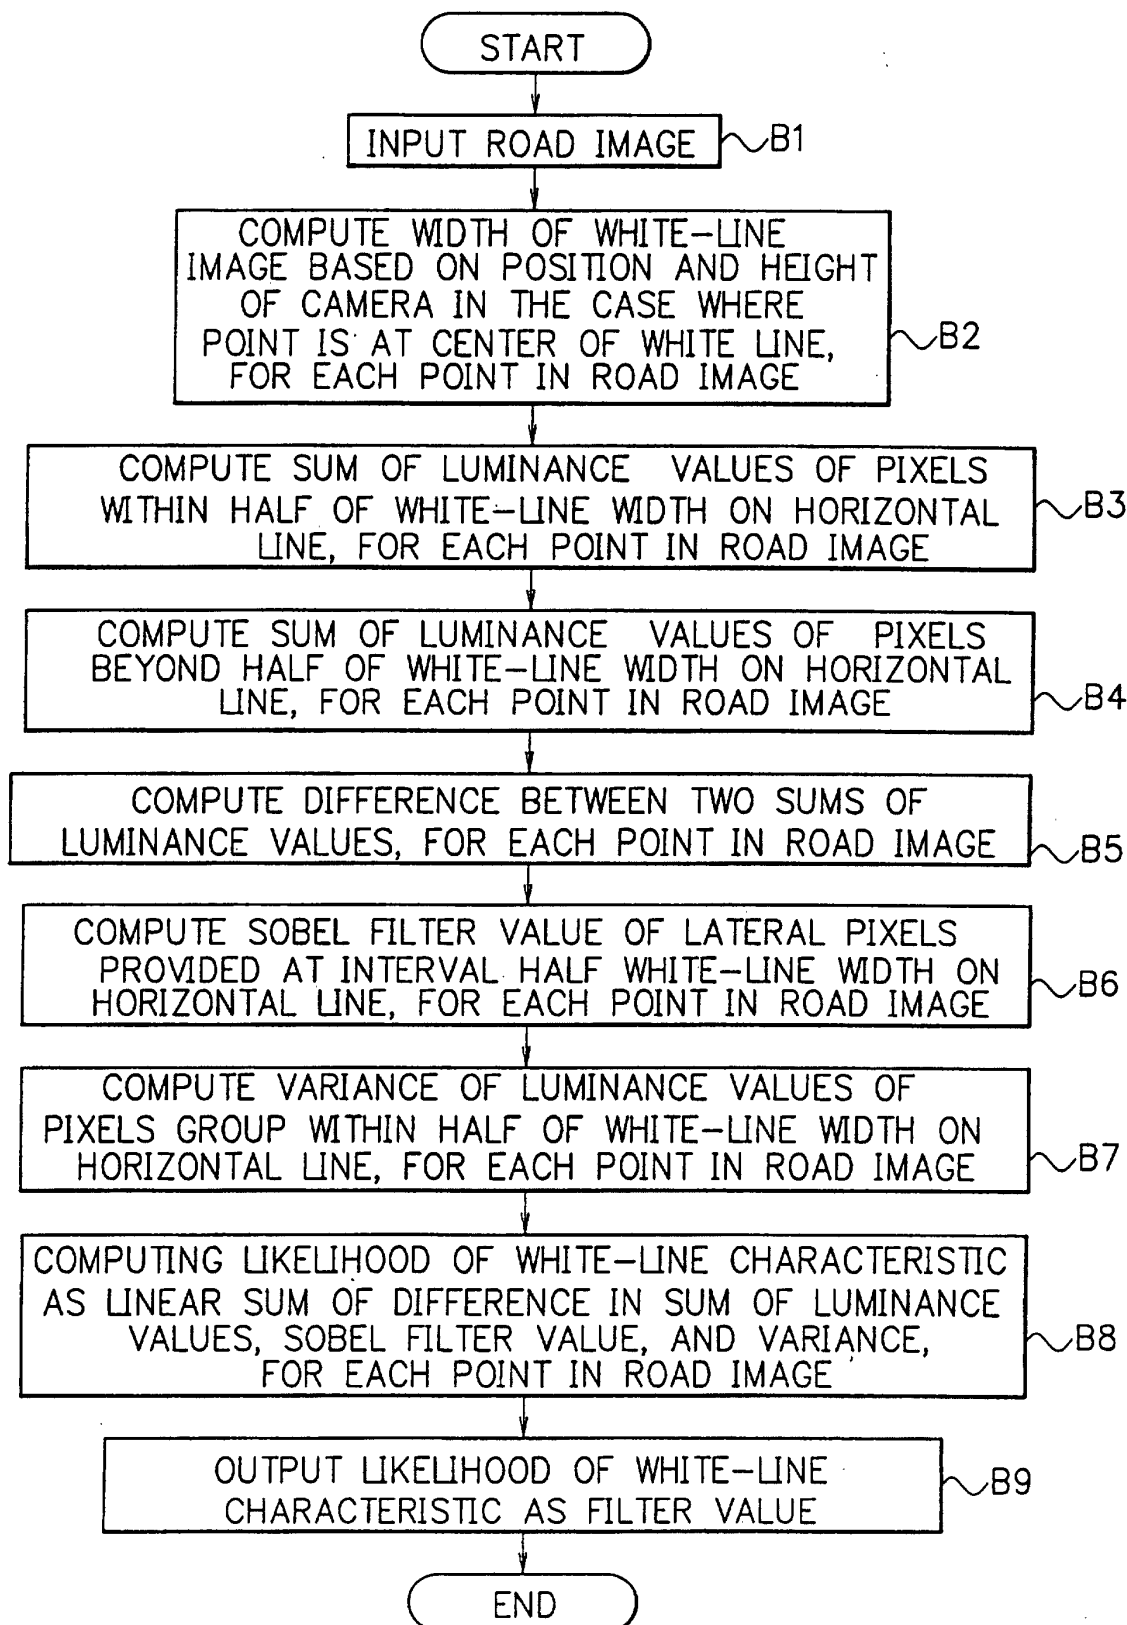 START
INPUT ROAD IMAGE
B1
COMPUTE WIDTH OF WHITE-LINE
IMAGE BASED ON POSITION AND HEIGHT
OF CAMERA IN THE CASE WHERE
POINT IS AT CENTER OF WHITE LINE,
FOR EACH POINT IN ROAD IMAGE
B2
COMPUTE SUM OF LUMINANCE VALUES OF PIXELS
WITHIN HALF OF WHITE-LINE WIDTH ON HORIZONTAL
LINE, FOR EACH POINT IN ROAD IMAGE
B3
COMPUTE SUM OF LUMINANCE VALUES OF PIXELS
BEYOND HALF OF WHITE-LINE WIDTH ON HORIZONTAL
LINE, FOR EACH POINT IN ROAD IMAGE
B4
COMPUTE DIFFERENCE BETWEEN TWO SUMS OF
LUMINANCE VALUES, FOR EACH POINT IN ROAD IMAGE
B5
COMPUTE SOBEL FILTER VALUE OF LATERAL PIXELS
PROVIDED AT INTERVAL HALF WHITE-LINE WIDTH ON
HORIZONTAL LINE, FOR EACH POINT IN ROAD IMAGE
B6
COMPUTE VARIANCE OF LUMINANCE VALUES OF
PIXELS GROUP WITHIN HALF OF WHITE-LINE WIDTH ON
HORIZONTAL LINE, FOR EACH POINT IN ROAD IMAGE
B7
COMPUTING LIKELIHOOD OF WHITE-LINE CHARACTERISTIC
AS LINEAR SUM OF DIFFERENCE IN SUM OF LUMINANCE
VALUES, SOBEL FILTER VALUE, AND VARIANCE,
FOR EACH POINT IN ROAD IMAGE
B8
OUTPUT LIKELIHOOD OF WHITE-LINE
CHARACTERISTIC AS FILTER VALUE
B9
END